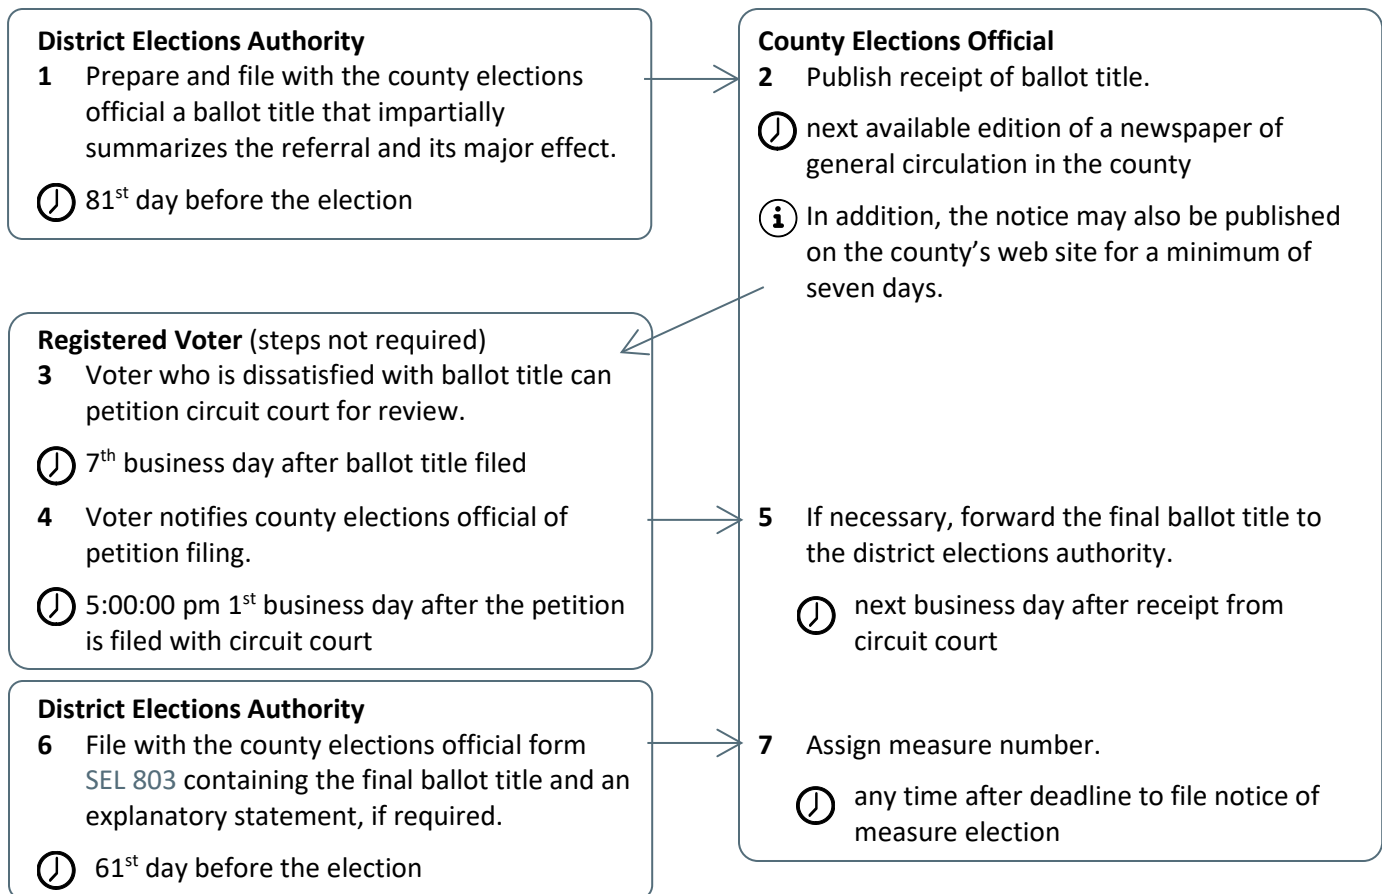 District Elections Authority
1 Prepare and file with the county elections
official a ballot title that impartially
summarizes the referral and its major effect.
81st day before the election
County Elections Official
2 Publish receipt of ballot title.
next available edition of a newspaper of
general circulation in the county
In addition, the notice may also be published
on the county’s web site for a minimum of
seven days.
Registered Voter (steps not required)
3 Voter who is dissatisfied with ballot title can
petition circuit court for review.
7th business day after ballot title filed
4 Voter notifies county elections official of
petition filing.
5:00:00 pm 1st business day after the petition
is filed with circuit court
5 If necessary, forward the final ballot title to
the district elections authority.
next business day after receipt from
circuit court
District Elections Authority
6 File with the county elections official form
SEL 803 containing the final ballot title and an
explanatory statement, if required.
61st day before the election
7 Assign measure number.
any time after deadline to file notice of
measure election